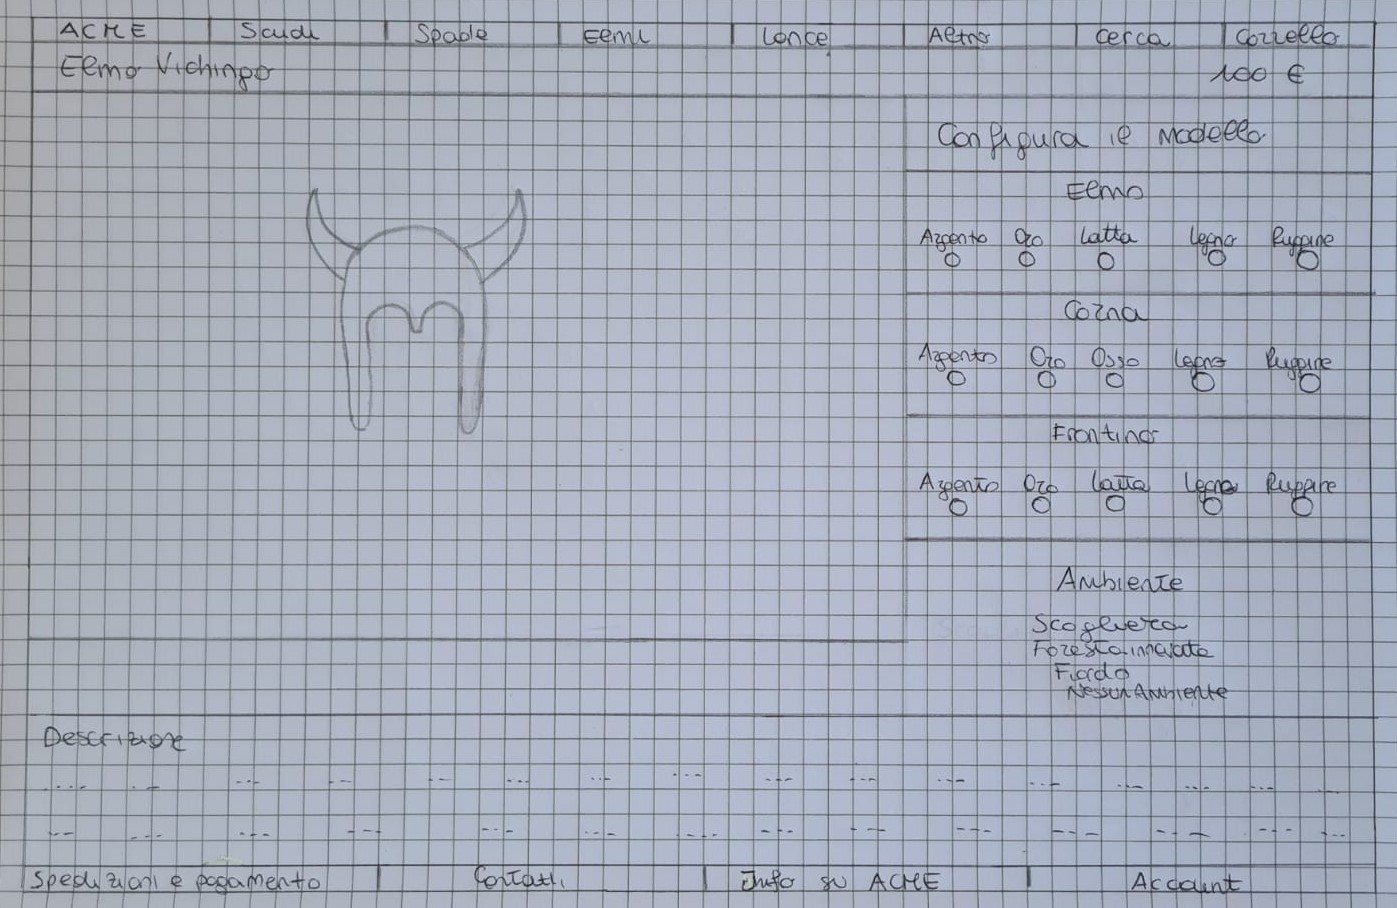 ACME Scudi Spade Elmi Lance Altro Cerca Carrello
Elmo Vichingo 100 €
Configura il modello
Elmo
Argento Oro Latta Legno Ruggine
Corna
Argento Oro Osso Legno Ruggine
Frontino
Argento Oro Latta Legno Ruggine
Ambiente
Scogliera
Foresta innevata
Fiordo
Nessun Ambiente
Descrizione
Spedizioni e pagamento Contatti Info su ACME Account